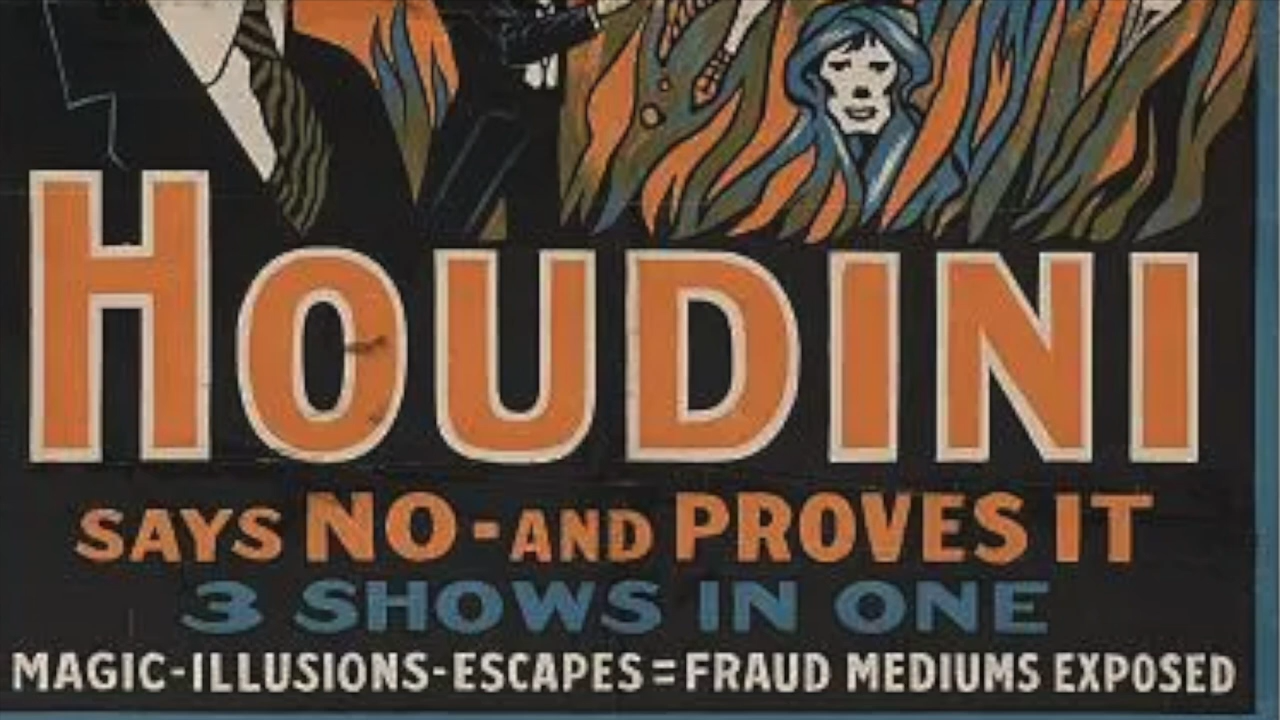 HOUDINI
SAYS NO - AND PROVES IT
3 SHOWS IN ONE
MAGIC-ILLUSIONS-ESCAPES=FRAUD MEDIUMS EXPOSED